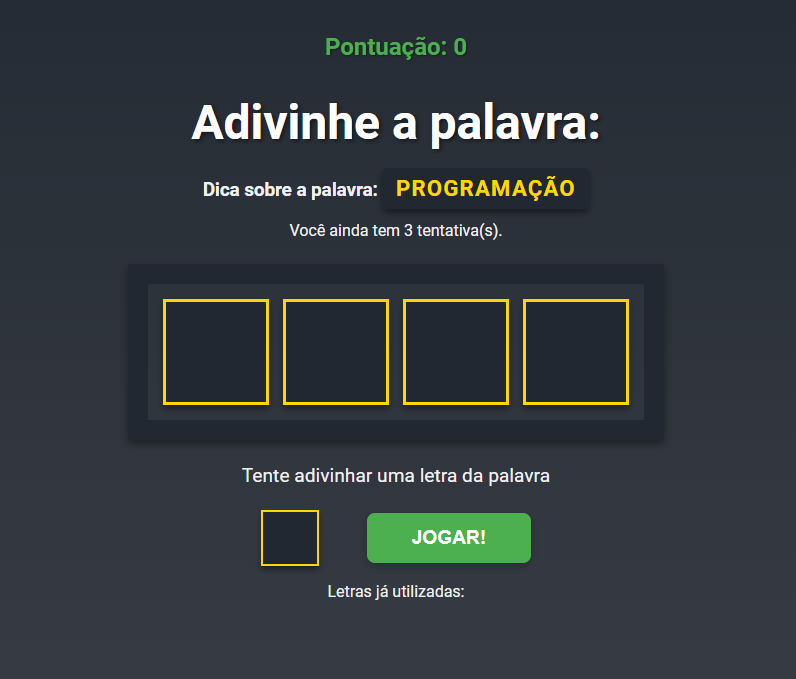 Pontuação: 0
Adivinhe a palavra:
Dica sobre a palavra: PROGRAMAÇÃO
Você ainda tem 3 tentativa(s).
Tente adivinhar uma letra da palavra
JOGAR!
Letras já utilizadas: